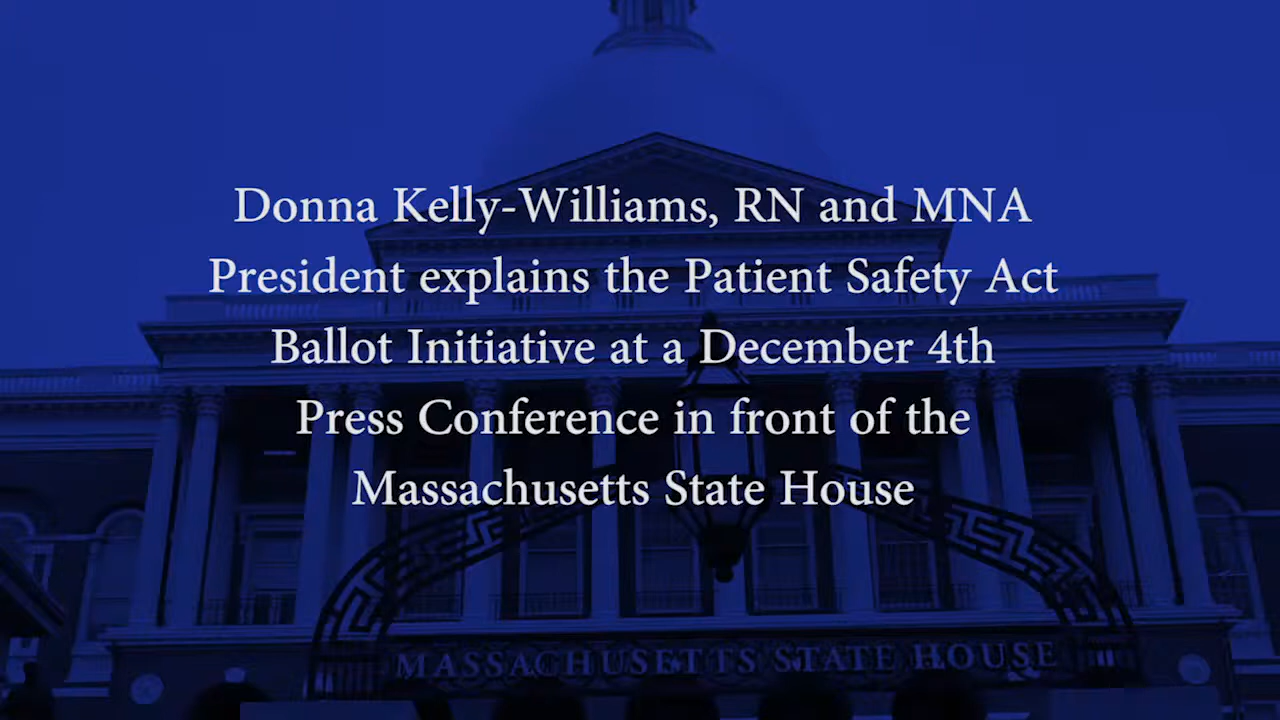 Donna Kelly-Williams, RN and MNA
President explains the Patient Safety Act
Ballot Initiative at a December 4th
Press Conference in front of the
Massachusetts State House
MASSACHUSETTS STATE HOUSE